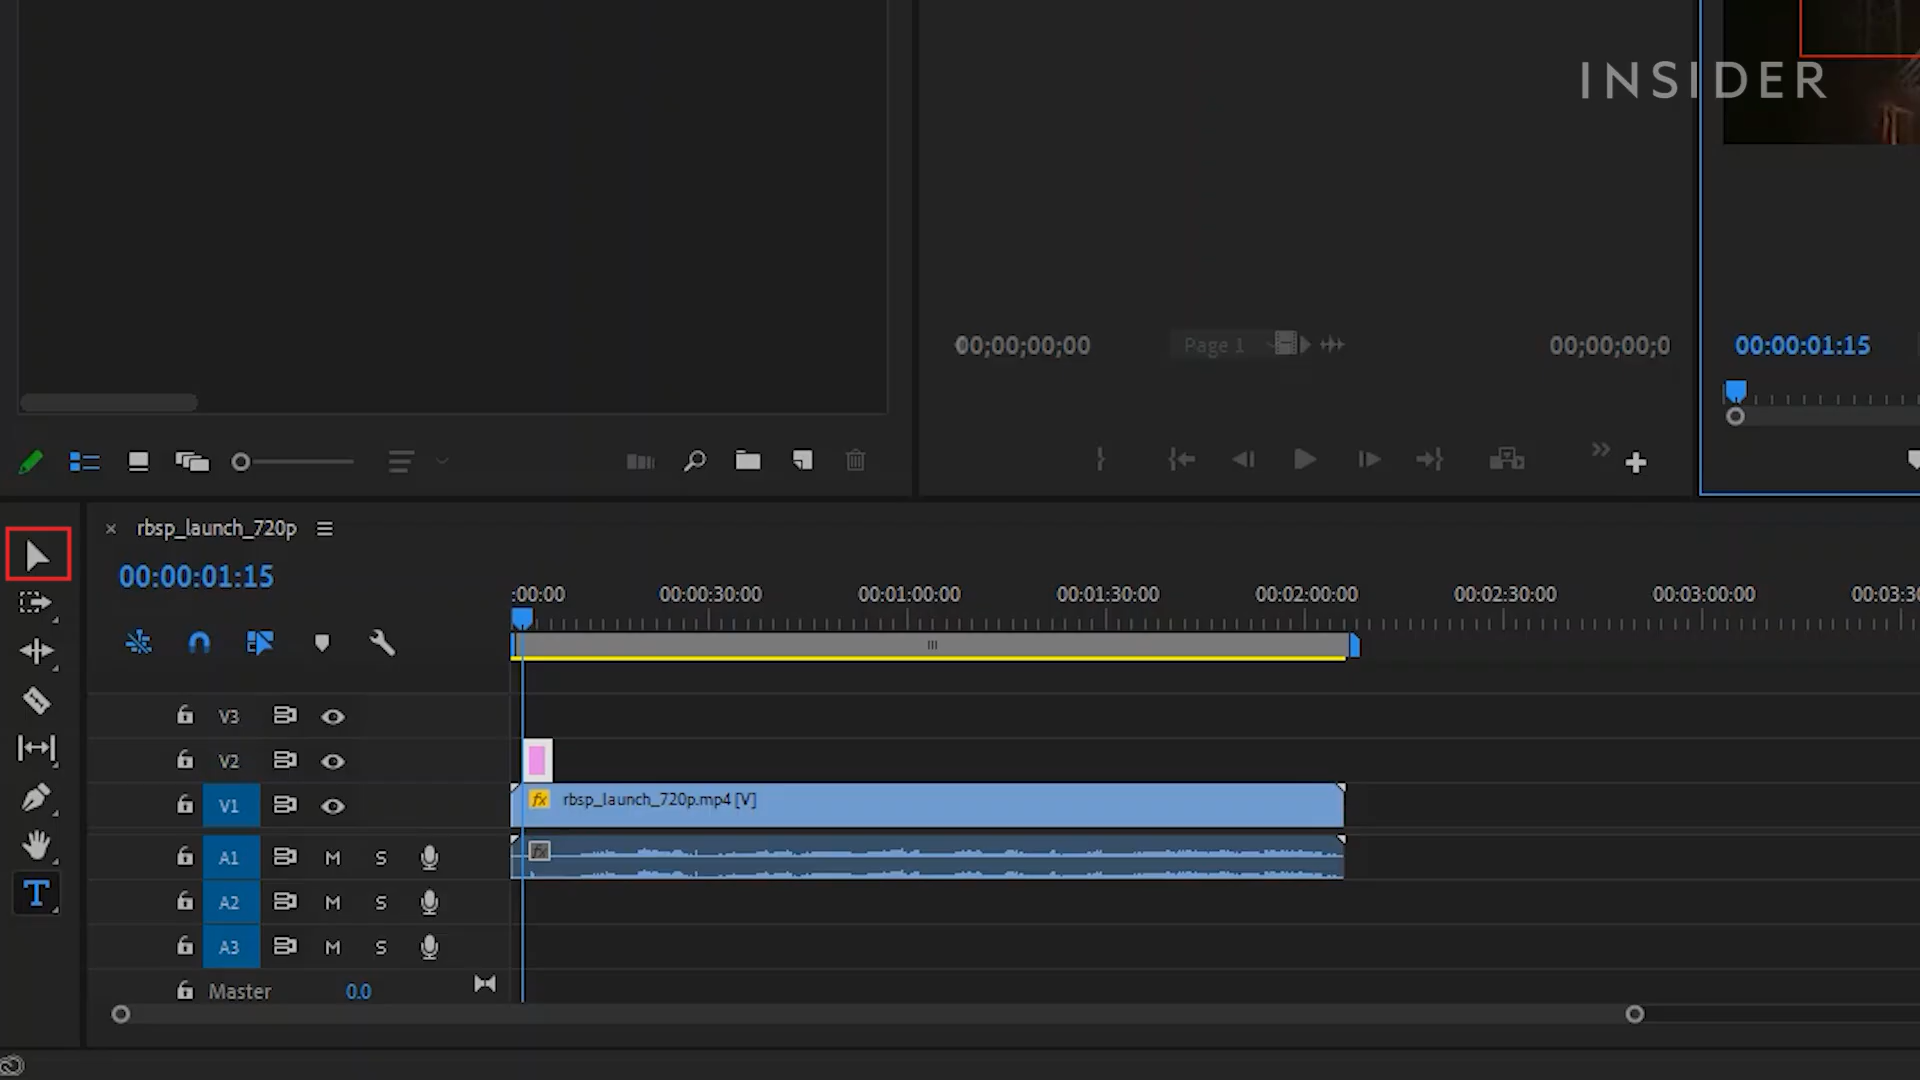 INSIDER
00;00;00;00
Page 1
00;00;00;0
00:00:01:15
rbsp_launch_720p
00:00:01:15
:00:00
00:00:30:00
00:01:00:00
00:01:30:00
00:02:00:00
00:02:30:00
00:03:00:00
00:03:30
V3
V2
V1
fx rbsp_launch_720p.mp4 [V]
A1 M S
fx
A2 M S
A3 M S
Master 0.0
T